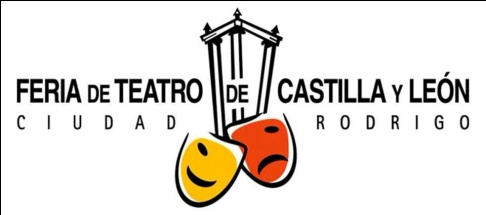 FERIA DE TEATRO DE CASTILLA Y LEÓN
CIUDAD RODRIGO